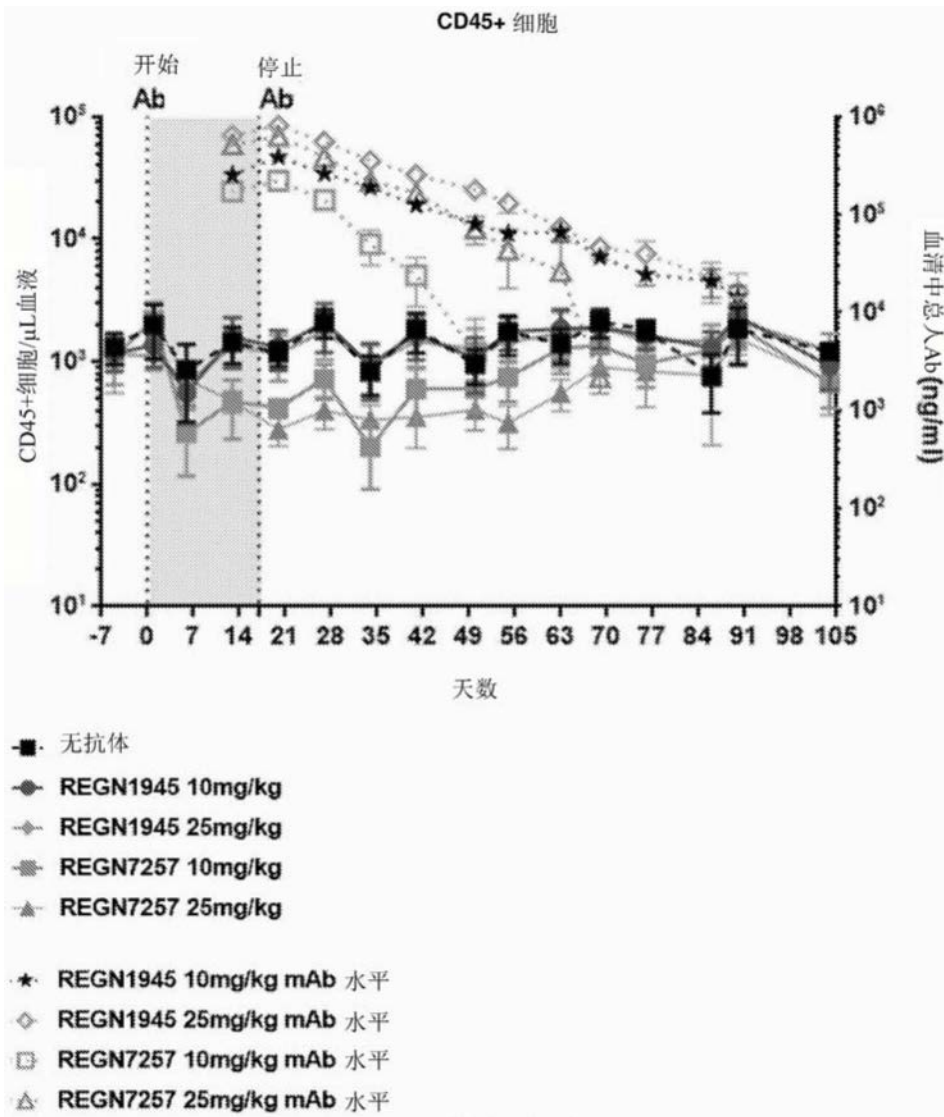 CD45+ 细胞
开始 停止
Ab Ab
10⁵ 10⁶
10⁴ 10⁵
10³ 10⁴
10² 10³
10¹ 10²
10¹
CD45+细胞/μL血液
血清中总人Ab(ng/ml)
-7 0 7 14 21 28 35 42 49 56 63 70 77 84 91 98 105
天数
无抗体
REGN1945 10mg/kg
REGN1945 25mg/kg
REGN7257 10mg/kg
REGN7257 25mg/kg
REGN1945 10mg/kg mAb 水平
REGN1945 25mg/kg mAb 水平
REGN7257 10mg/kg mAb 水平
REGN7257 25mg/kg mAb 水平